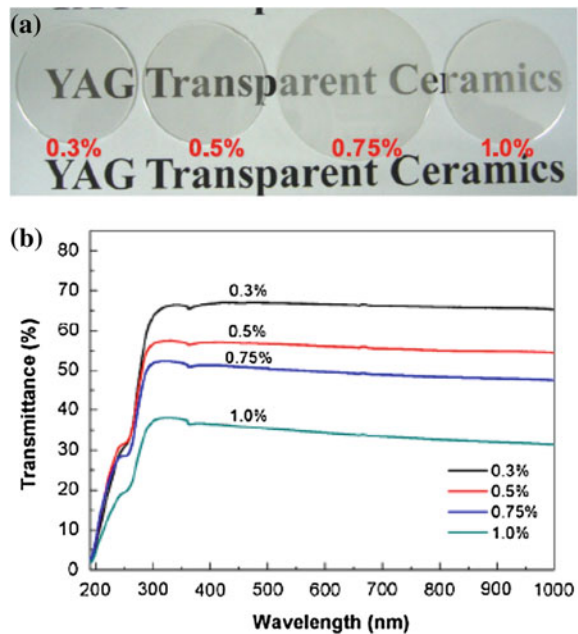 (a)
YAG Transparent Ceramics
0.3% 0.5% 0.75% 1.0%
YAG Transparent Ceramics
(b)
Transmittance (%)
80
70
60
50
40
30
20
10
0
0.3%
0.5%
0.75%
1.0%
0.3%
0.5%
0.75%
1.0%
200 300 400 500 600 700 800 900 1000
Wavelength (nm)